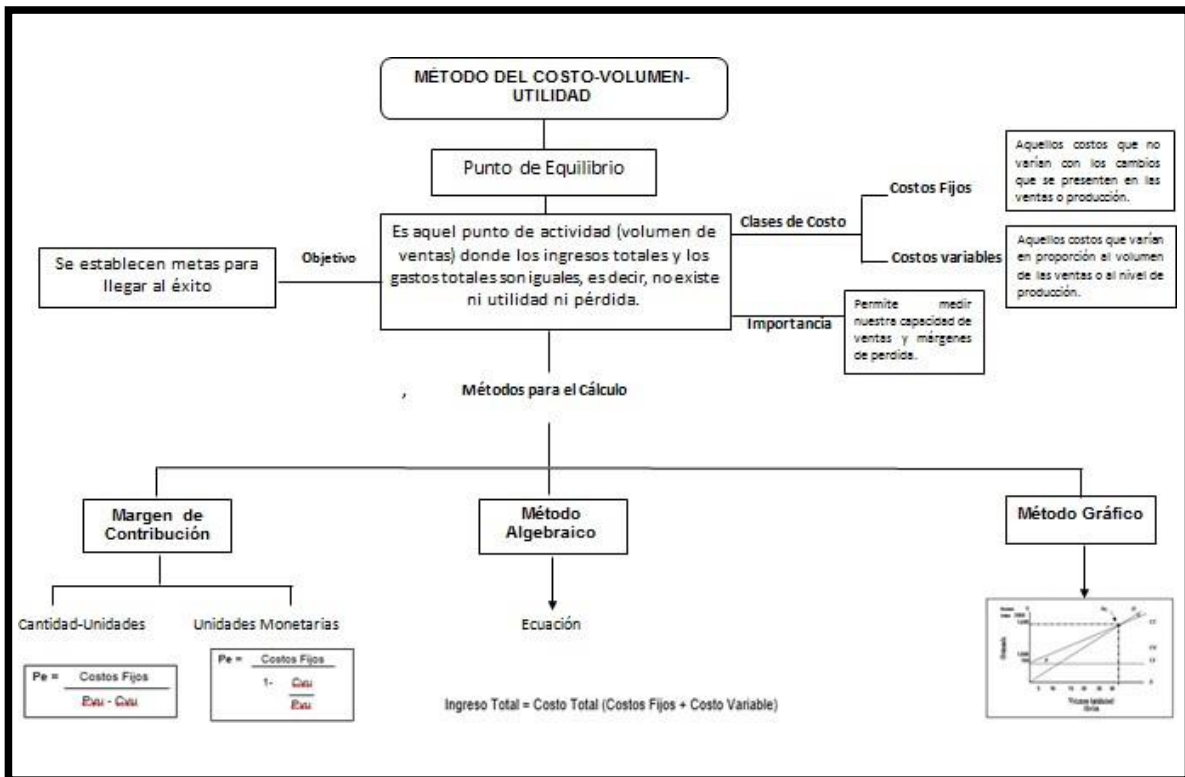 MÉTODO DEL COSTO-VOLUMEN-
UTILIDAD
Punto de Equilibrio
Es aquel punto de actividad (volumen de
ventas) donde los ingresos totales y los
gastos totales son iguales, es decir, no existe
ni utilidad ni pérdida.
Objetivo
Se establecen metas para
llegar al éxito
Clases de Costo
Costos Fijos
Aquellos costos que no
varían con los cambios
que se presenten en las
ventas o producción.
Costos variables
Aquellos costos que varían
en proporción al volumen
de las ventas o al nivel de
producción.
Importancia
Permite medir
nuestra capacidad de
ventas y márgenes
de perdida.
, Métodos para el Cálculo
Margen de
Contribución
Cantidad-Unidades
Pe = Costos Fijos
Pvu - Cvu
Unidades Monetarias
Pe = Costos Fijos
1- Cvu
Pvu
Método
Algebraico
Ecuación
Ingreso Total = Costo Total (Costos Fijos + Costo Variable)
Método Gráfico
5 10 15 20 25 30